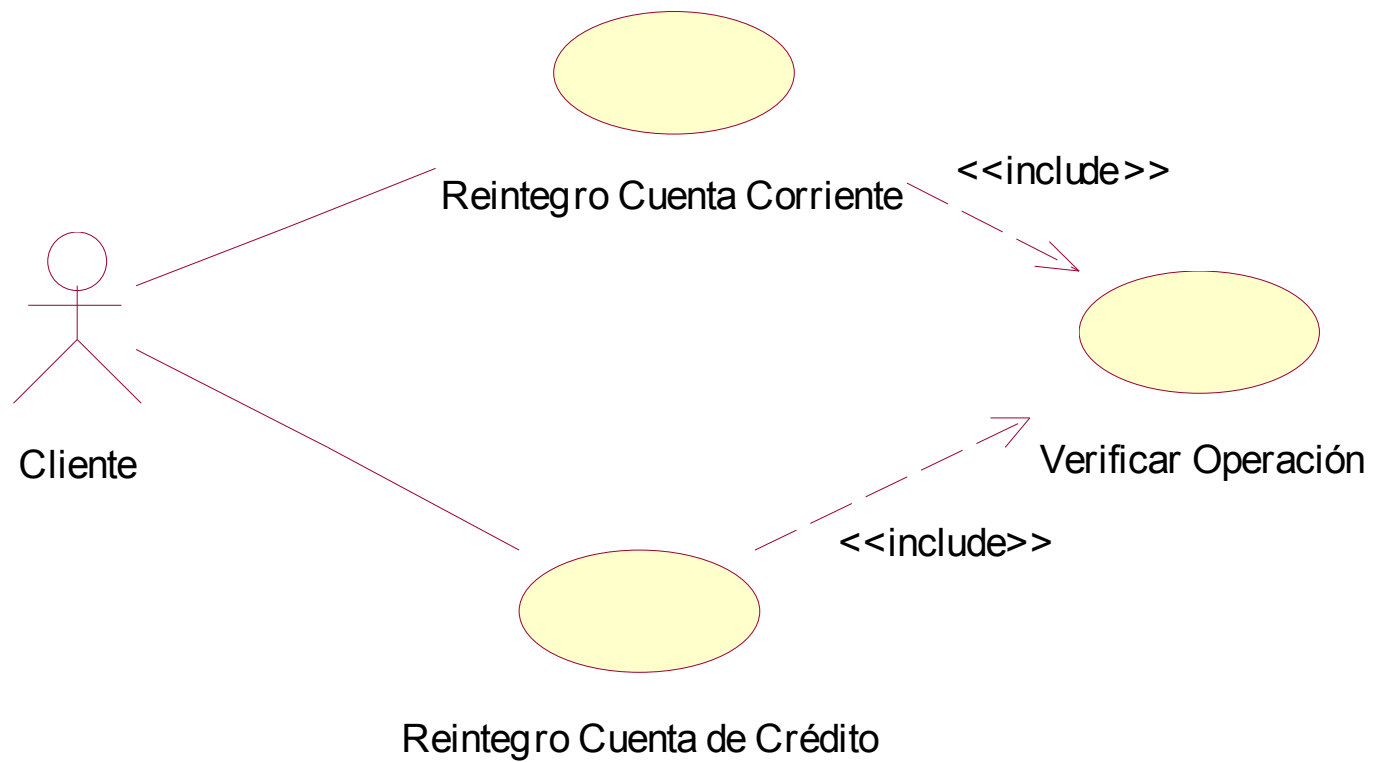 <<include>>
Reintegro Cuenta Corriente
Cliente
Verificar Operación
<<include>>
Reintegro Cuenta de Crédito